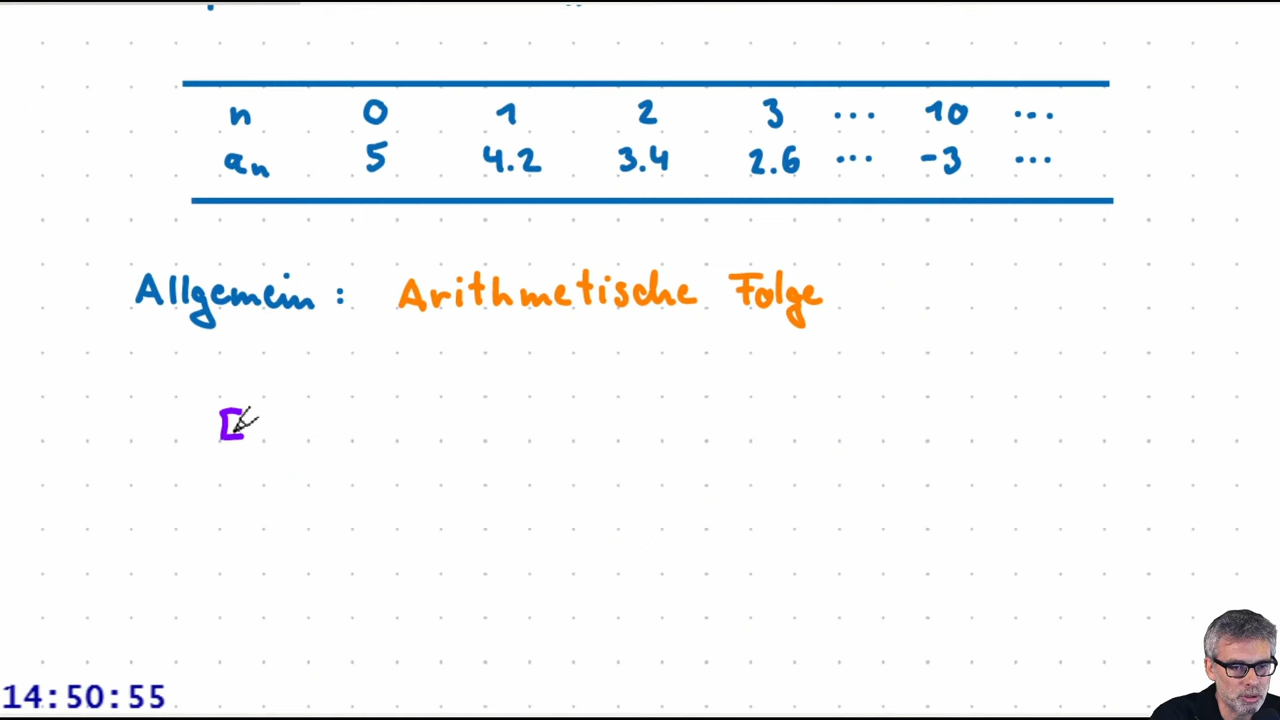 n 0 1 2 3 ... 10 ...
an 5 4.2 3.4 2.6 ... -3 ...
Allgemein: Arithmetische Folge
14:50:55